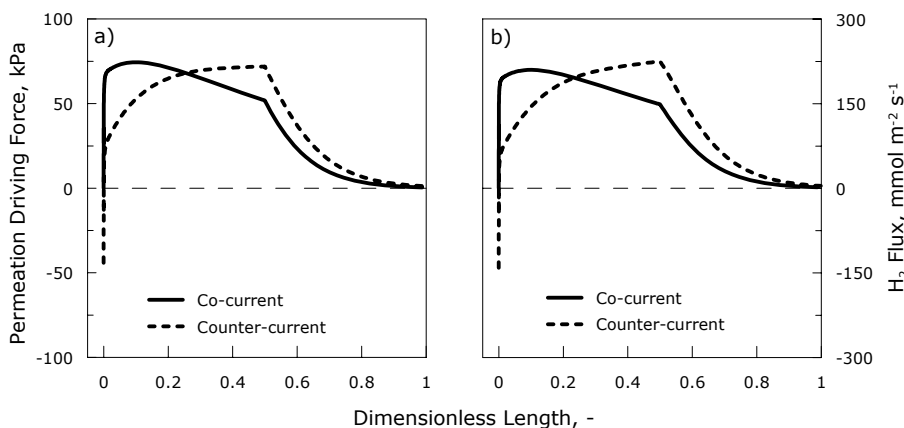 a)
b)
100
50
0
-50
-100
Permeation Driving Force, kPa
Co-current
Counter-current
0
0.2
0.4
0.6
0.8
1
Co-current
Counter-current
0
0.2
0.4
0.6
0.8
1
300
150
0
-150
-300
H₂ Flux, mmol m⁻² s⁻¹
Dimensionless Length, -